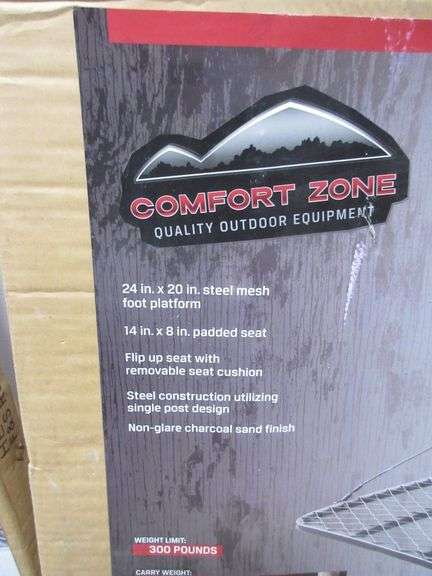 COMFORT ZONE
QUALITY OUTDOOR EQUIPMENT
24 in. x 20 in. steel mesh
foot platform
14 in. x 8 in. padded seat
Flip up seat with
removable seat cushion
Steel construction utilizing
single post design
Non-glare charcoal sand finish
WEIGHT LIMIT:
300 POUNDS
CARRY WEIGHT: